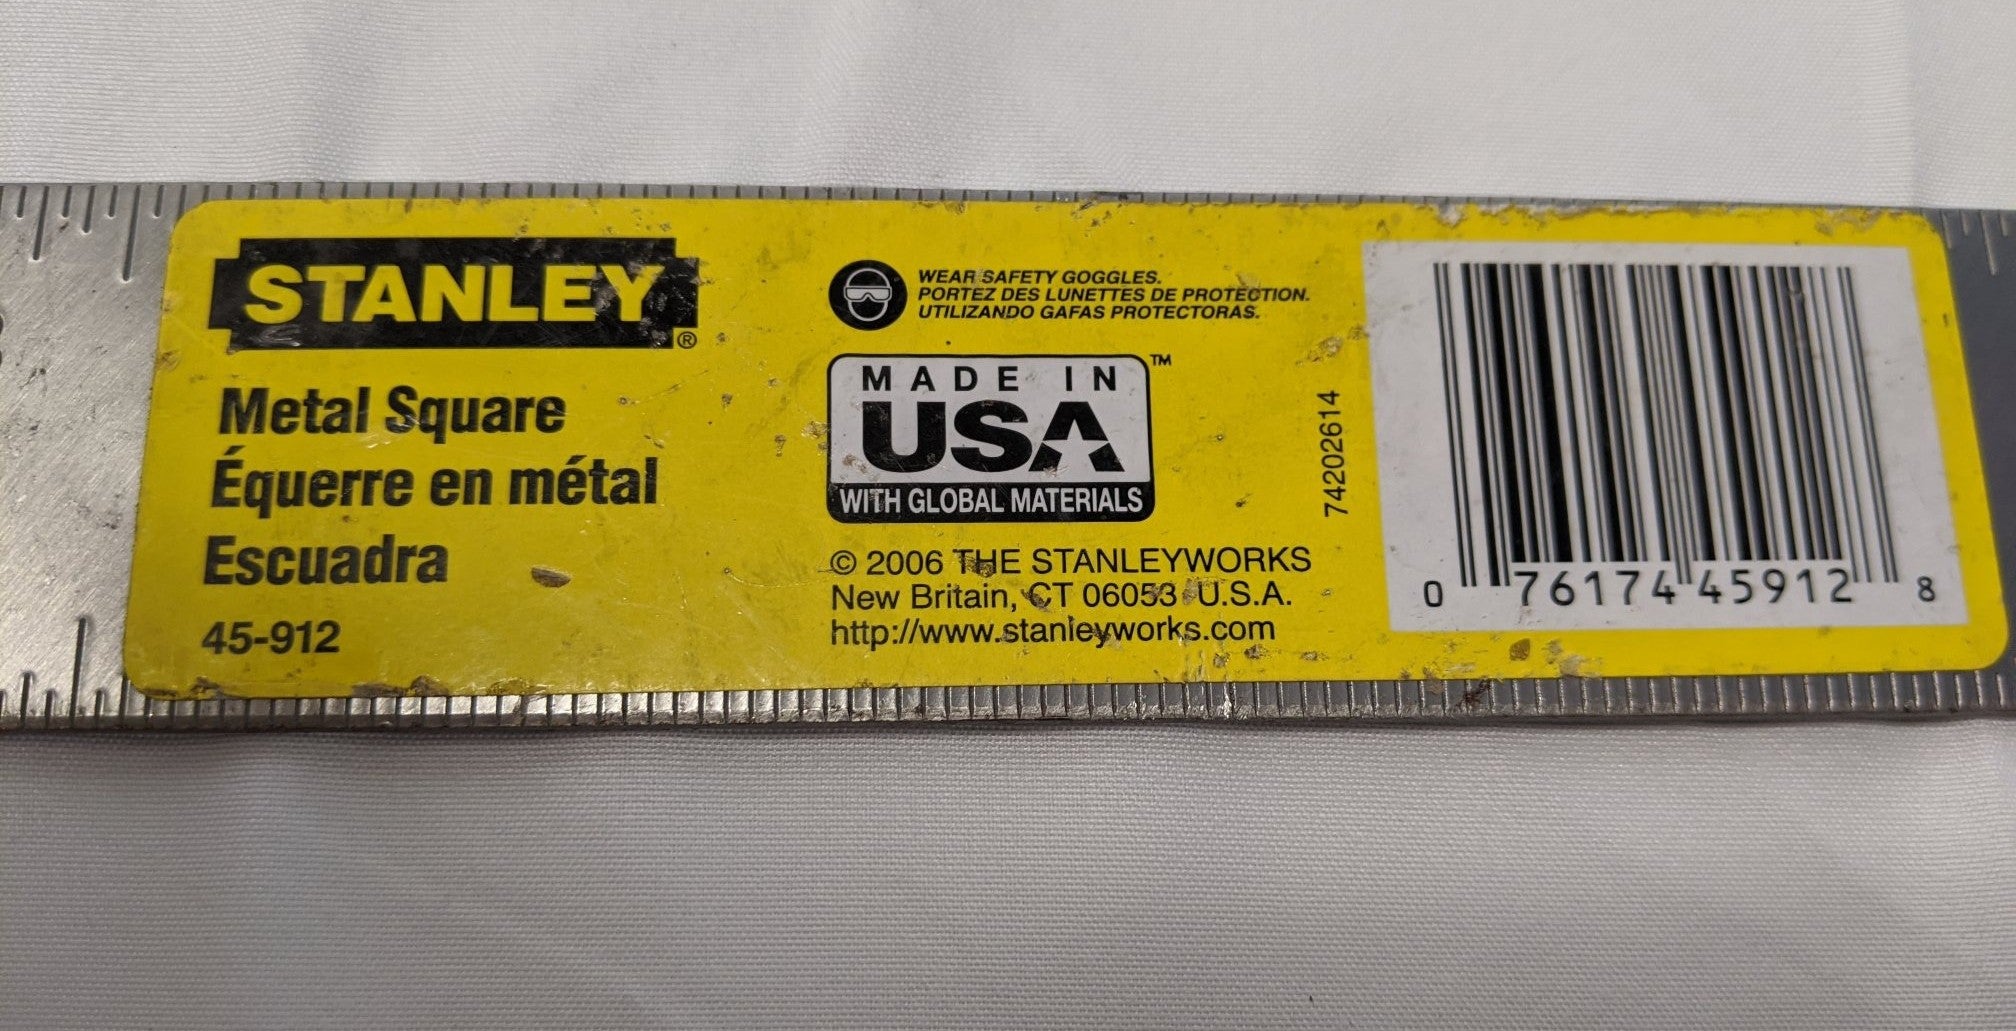 STANLEY®
Metal Square
Équerre en métal
Escuadra
45-912
WEAR SAFETY GOGGLES.
PORTEZ DES LUNETTES DE PROTECTION.
UTILIZANDO GAFAS PROTECTORAS.
MADE IN
USA
™
WITH GLOBAL MATERIALS
© 2006 THE STANLEYWORKS
New Britain, CT 06053 U.S.A.
http://www.stanleyworks.com
74202614
0 76174 45912 8